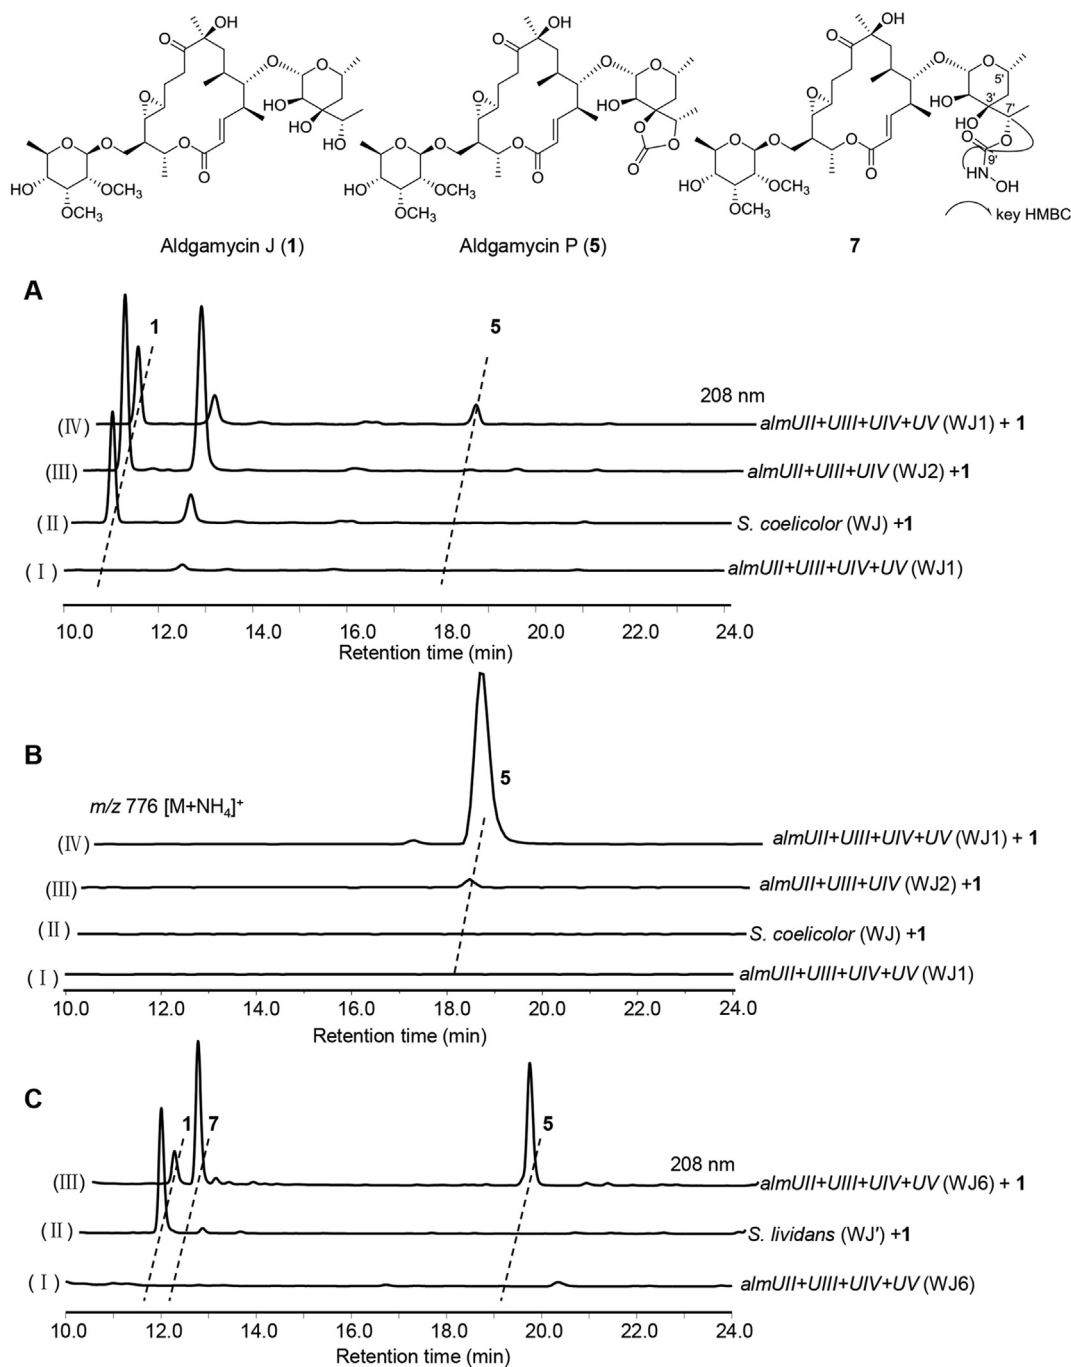 Aldgamycin J (1)
Aldgamycin P (5)
7
OH
O
O
O
O
HO
HO
OH
O
O
O
O
HO
OCH3
OCH3
OH
O
O
O
O
HO
O
O
O
O
O
O
O
HO
OCH3
OCH3
OH
O
O
O
5'
O
HO
3'
7'
HO
O
O
9'
HN
OH
O
O
O
O
HO
OCH3
OCH3
key HMBC
A
1
5
208 nm
(IV)
almUII+UIII+UIV+UV (WJ1) + 1
(III)
almUII+UIII+UIV (WJ2) +1
(II)
S. coelicolor (WJ) +1
(I)
almUII+UIII+UIV+UV (WJ1)
10.0 12.0 14.0 16.0 18.0 20.0 22.0 24.0
Retention time (min)
B
5
m/z 776 [M+NH4]+
(IV)
almUII+UIII+UIV+UV (WJ1) + 1
(III)
almUII+UIII+UIV (WJ2) +1
(II)
S. coelicolor (WJ) +1
(I)
almUII+UIII+UIV+UV (WJ1)
10.0 12.0 14.0 16.0 18.0 20.0 22.0 24.0
Retention time (min)
C
1
7
5
208 nm
(III)
almUII+UIII+UIV+UV (WJ6) + 1
(II)
S. lividans (WJ') +1
(I)
almUII+UIII+UIV+UV (WJ6)
10.0 12.0 14.0 16.0 18.0 20.0 22.0 24.0
Retention time (min)